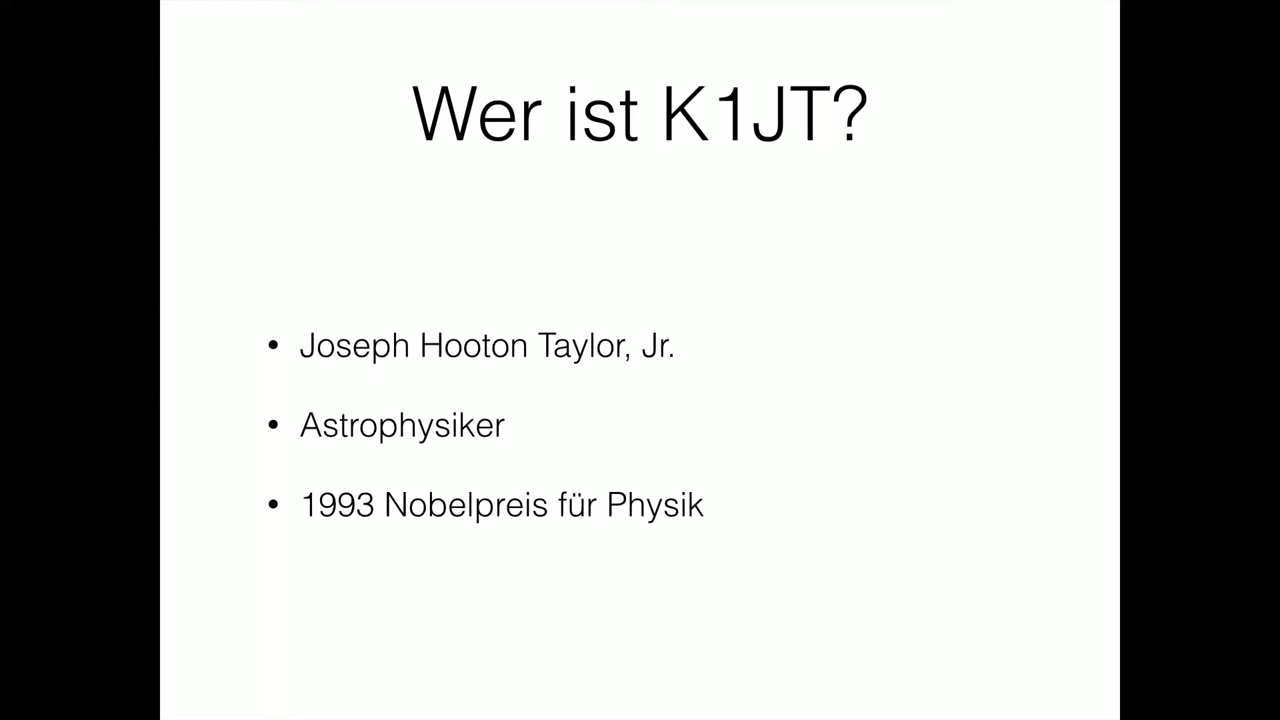 Wer ist K1JT?
• Joseph Hooton Taylor, Jr.
• Astrophysiker
• 1993 Nobelpreis für Physik